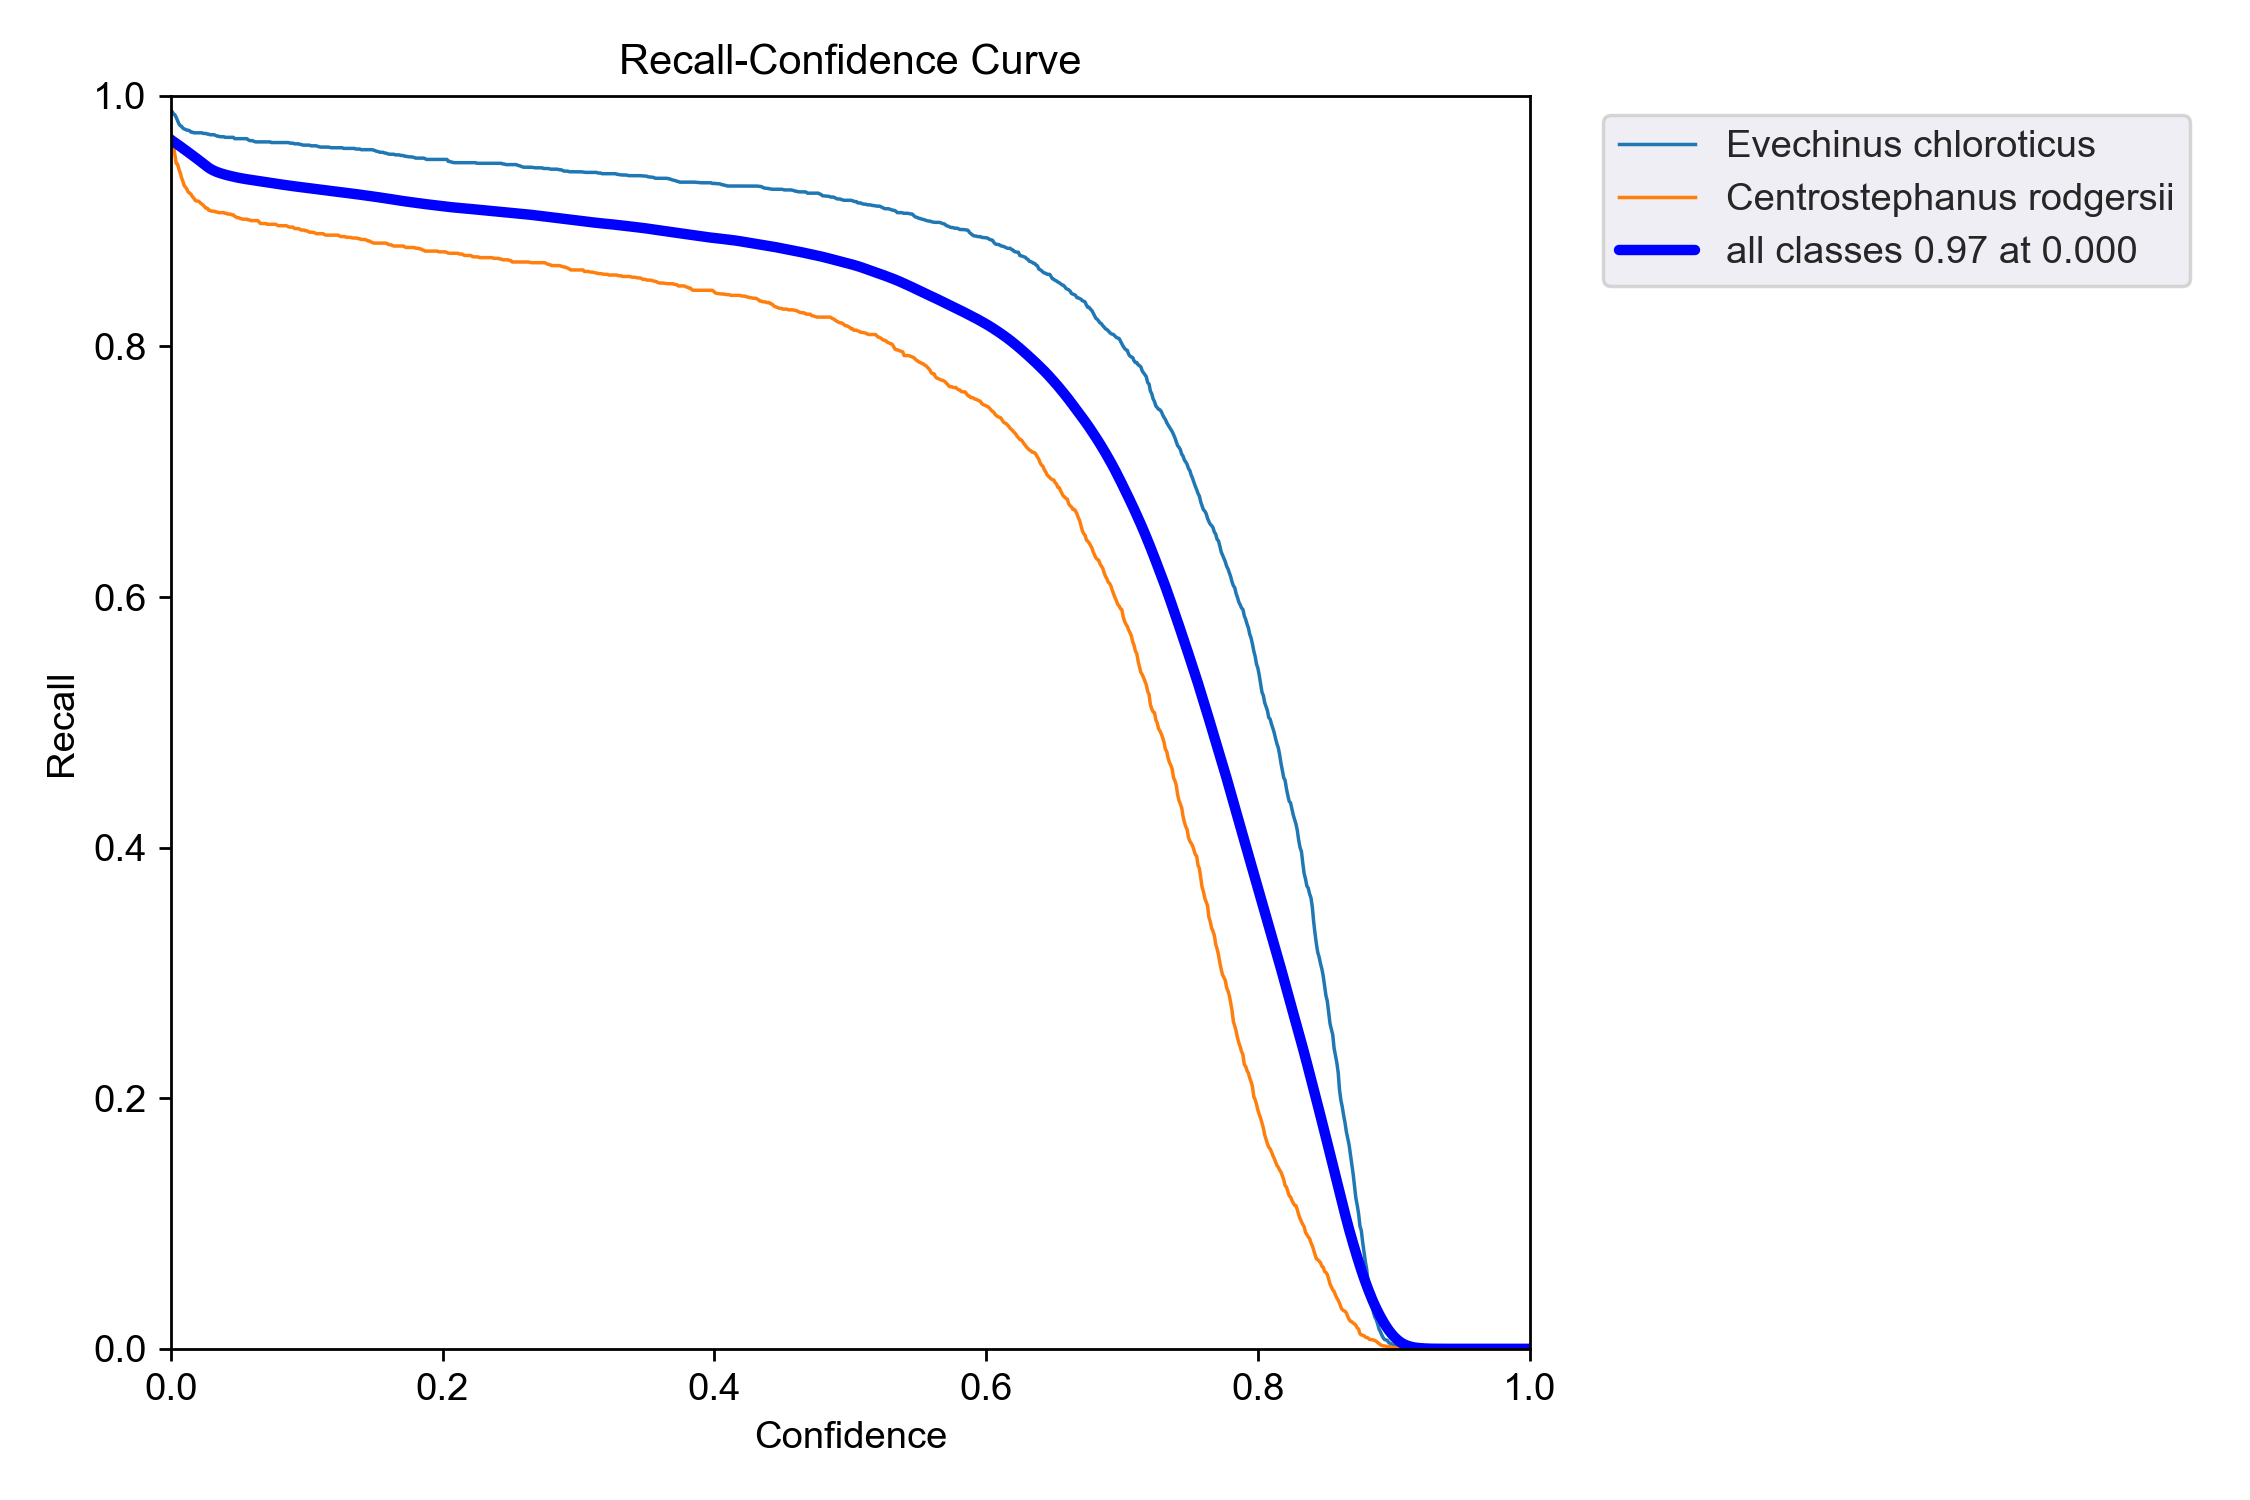 Recall-Confidence Curve
1.0
0.8
0.6
0.4
0.2
0.0
Recall
0.0 0.2 0.4 0.6 0.8 1.0
Confidence
Evechinus chloroticus
Centrostephanus rodgersii
all classes 0.97 at 0.000